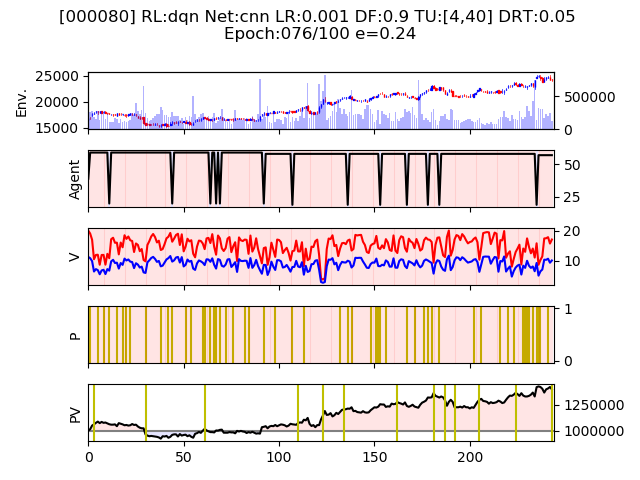 [000080] RL:dqn Net:cnn LR:0.001 DF:0.9 TU:[4,40] DRT:0.05
Epoch:076/100 e=0.24
Env.
25000
20000
15000
500000
0
Agent
50
25
V
20
10
P
1
0
PV
1250000
1000000
0 50 100 150 200